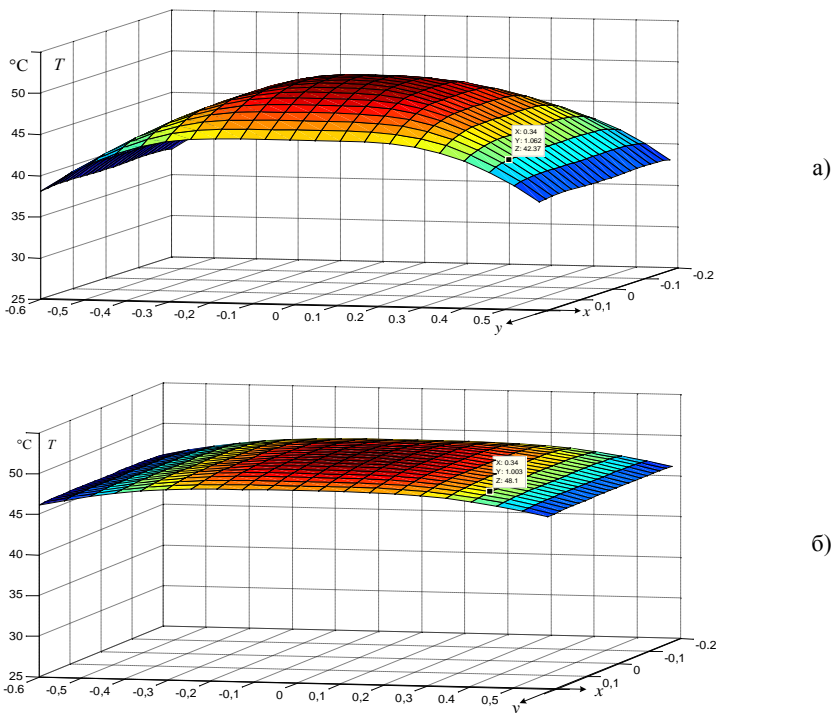 °C T
50
45
40
35
30
25
-0.6 -0,5 -0,4 -0.3 -0,2 -0,1 0 0.1 0.2 0.3 0.4 0.5
y
x
0,1 0 -0.1 -0.2
X: 0.34
Y: 1.062
Z: 42.37
а)
°C T
50
45
40
35
30
25
-0.6 -0,5 -0,4 -0.3 -0,2 -0,1 0 0,1 0,2 0,3 0,4 0,5
y
x
0,1 0 -0,1 -0.2
X: 0.34
Y: 1.003
Z: 48.1
б)